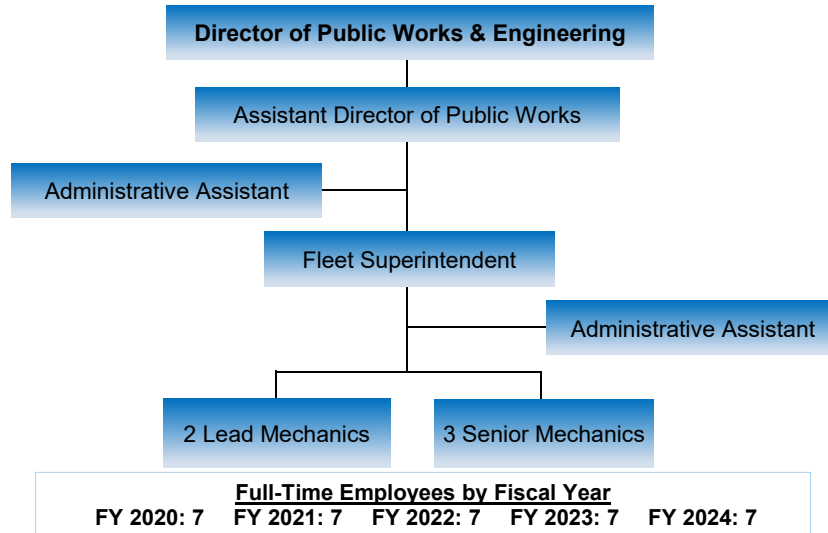 Director of Public Works & Engineering
Assistant Director of Public Works
Administrative Assistant
Fleet Superintendent
Administrative Assistant
2 Lead Mechanics
3 Senior Mechanics
Full-Time Employees by Fiscal Year
FY 2020: 7 FY 2021: 7 FY 2022: 7 FY 2023: 7 FY 2024: 7